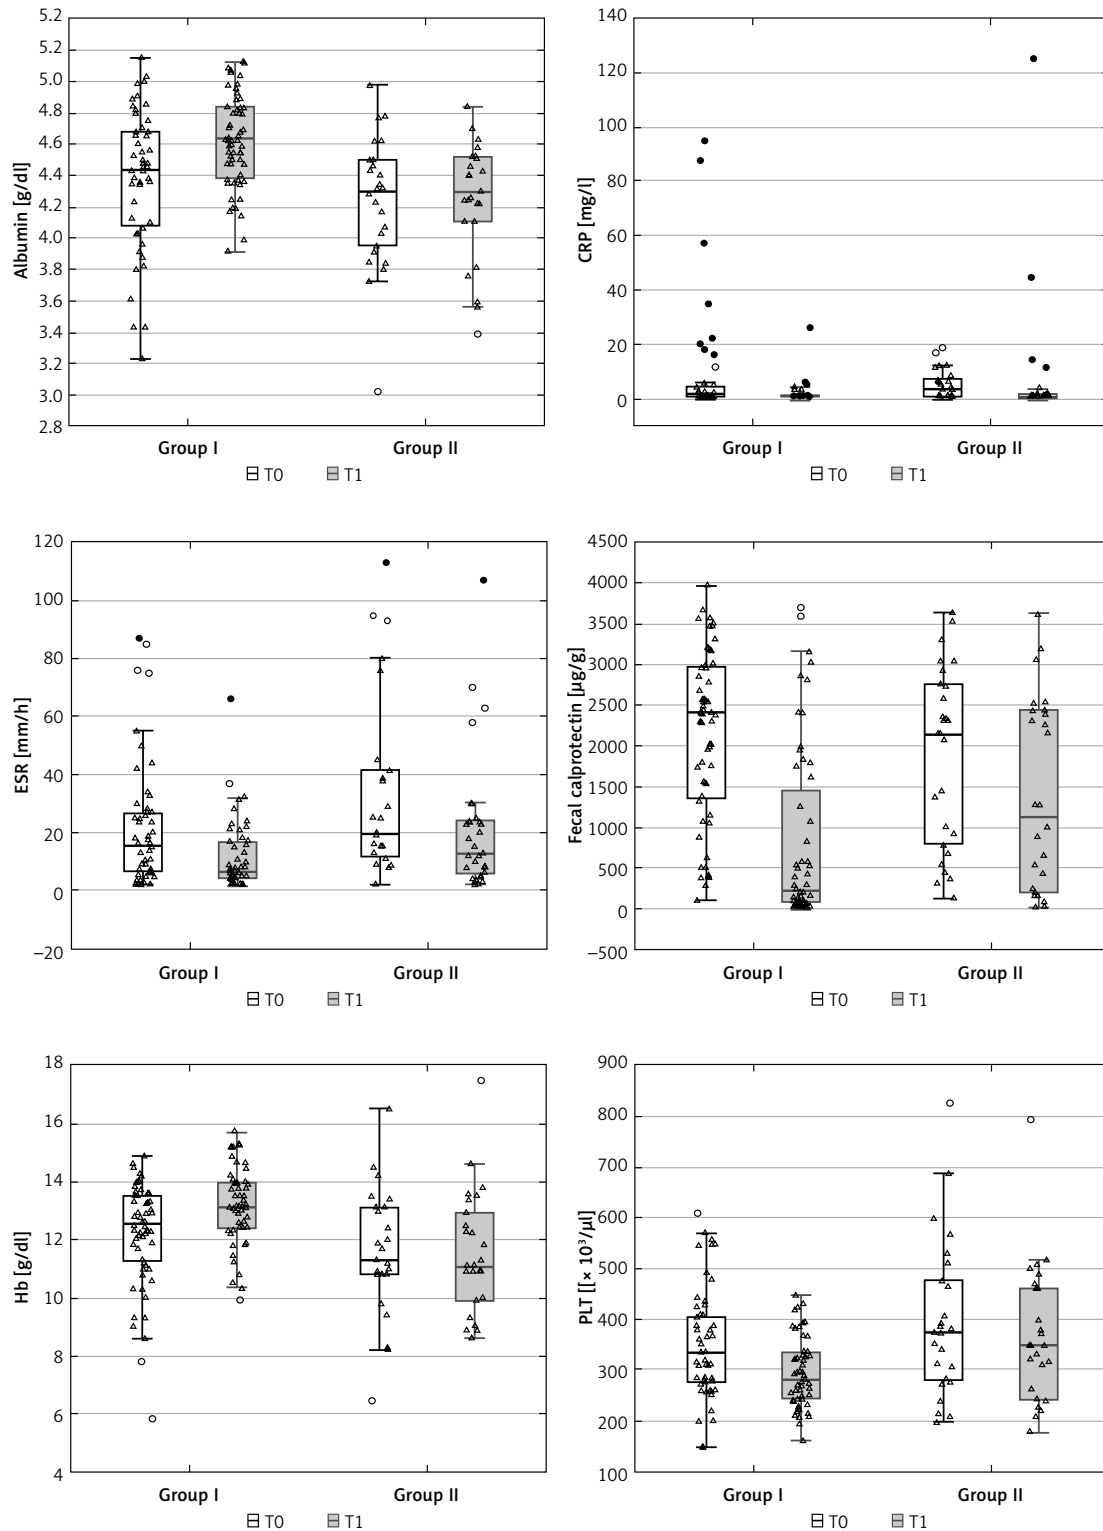 5.2
5.2
5.0
4.8
4.6
4.4
4.2
4.0
3.8
3.6
3.4
3.2
3.0
2.8
Albumin [g/dl]
Group I
Group II
T0
T1
140
120
100
80
60
40
20
0
CRP [mg/l]
Group I
Group II
T0
T1
120
100
80
60
40
20
0
–20
ESR [mm/h]
Group I
Group II
T0
T1
4500
4000
3500
3000
2500
2000
1500
1000
500
0
–500
Fecal calprotectin [µg/g]
Group I
Group II
T0
T1
18
16
14
12
10
8
6
4
Hb [g/dl]
Group I
Group II
T0
T1
900
800
700
600
500
400
300
200
100
PLT [[× 10³/µl]
Group I
Group II
T0
T1